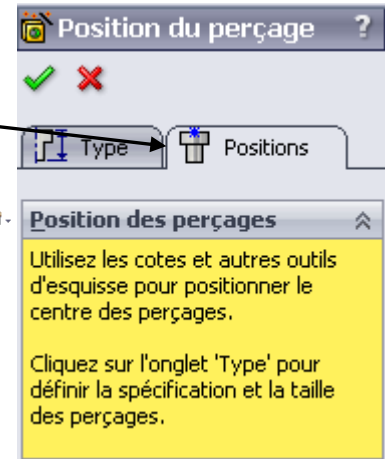 Position du perçage ?
Type
Positions
Position des perçages
Utilisez les cotes et autres outils
d'esquisse pour positionner le
centre des perçages.
Cliquez sur l'onglet 'Type' pour
définir la spécification et la taille
des perçages.